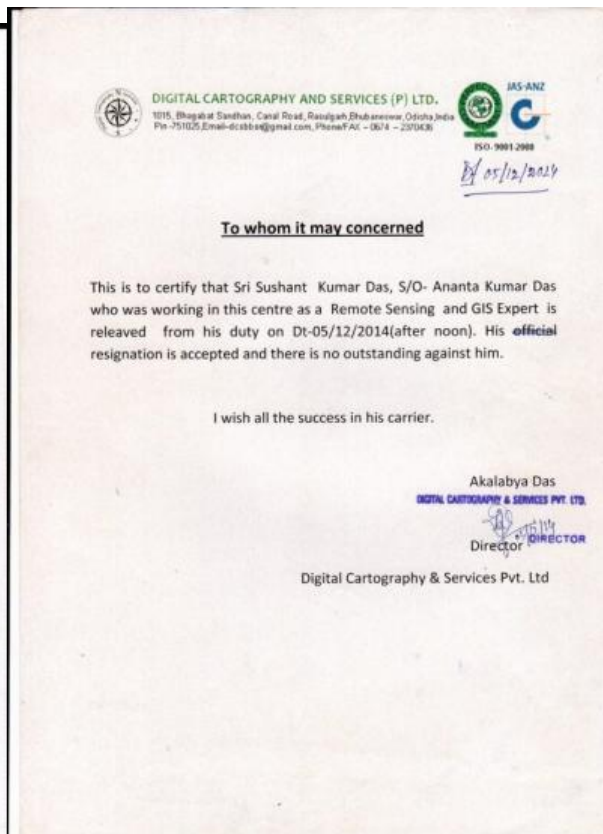 DIGITAL CARTOGRAPHY AND SERVICES (P) LTD.
1015, Bhagabat Sandhan, Canal Road, Rasulgarh,Bhubaneswar,Odisha,India
Pin -751025,Email-dcsbbsr@gmail.com, Phone/FAX - 0674 - 2370436
JAS-ANZ
ISO-9001-2008
05/12/2014
To whom it may concerned
This is to certify that Sri Sushant Kumar Das, S/O- Ananta Kumar Das
who was working in this centre as a Remote Sensing and GIS Expert is
releaved from his duty on Dt-05/12/2014(after noon). His official
resignation is accepted and there is no outstanding against him.
I wish all the success in his carrier.
Akalabya Das
DIGITAL CARTOGRAPHY & SERVICES PVT. LTD.
Director DIRECTOR
Digital Cartography & Services Pvt. Ltd